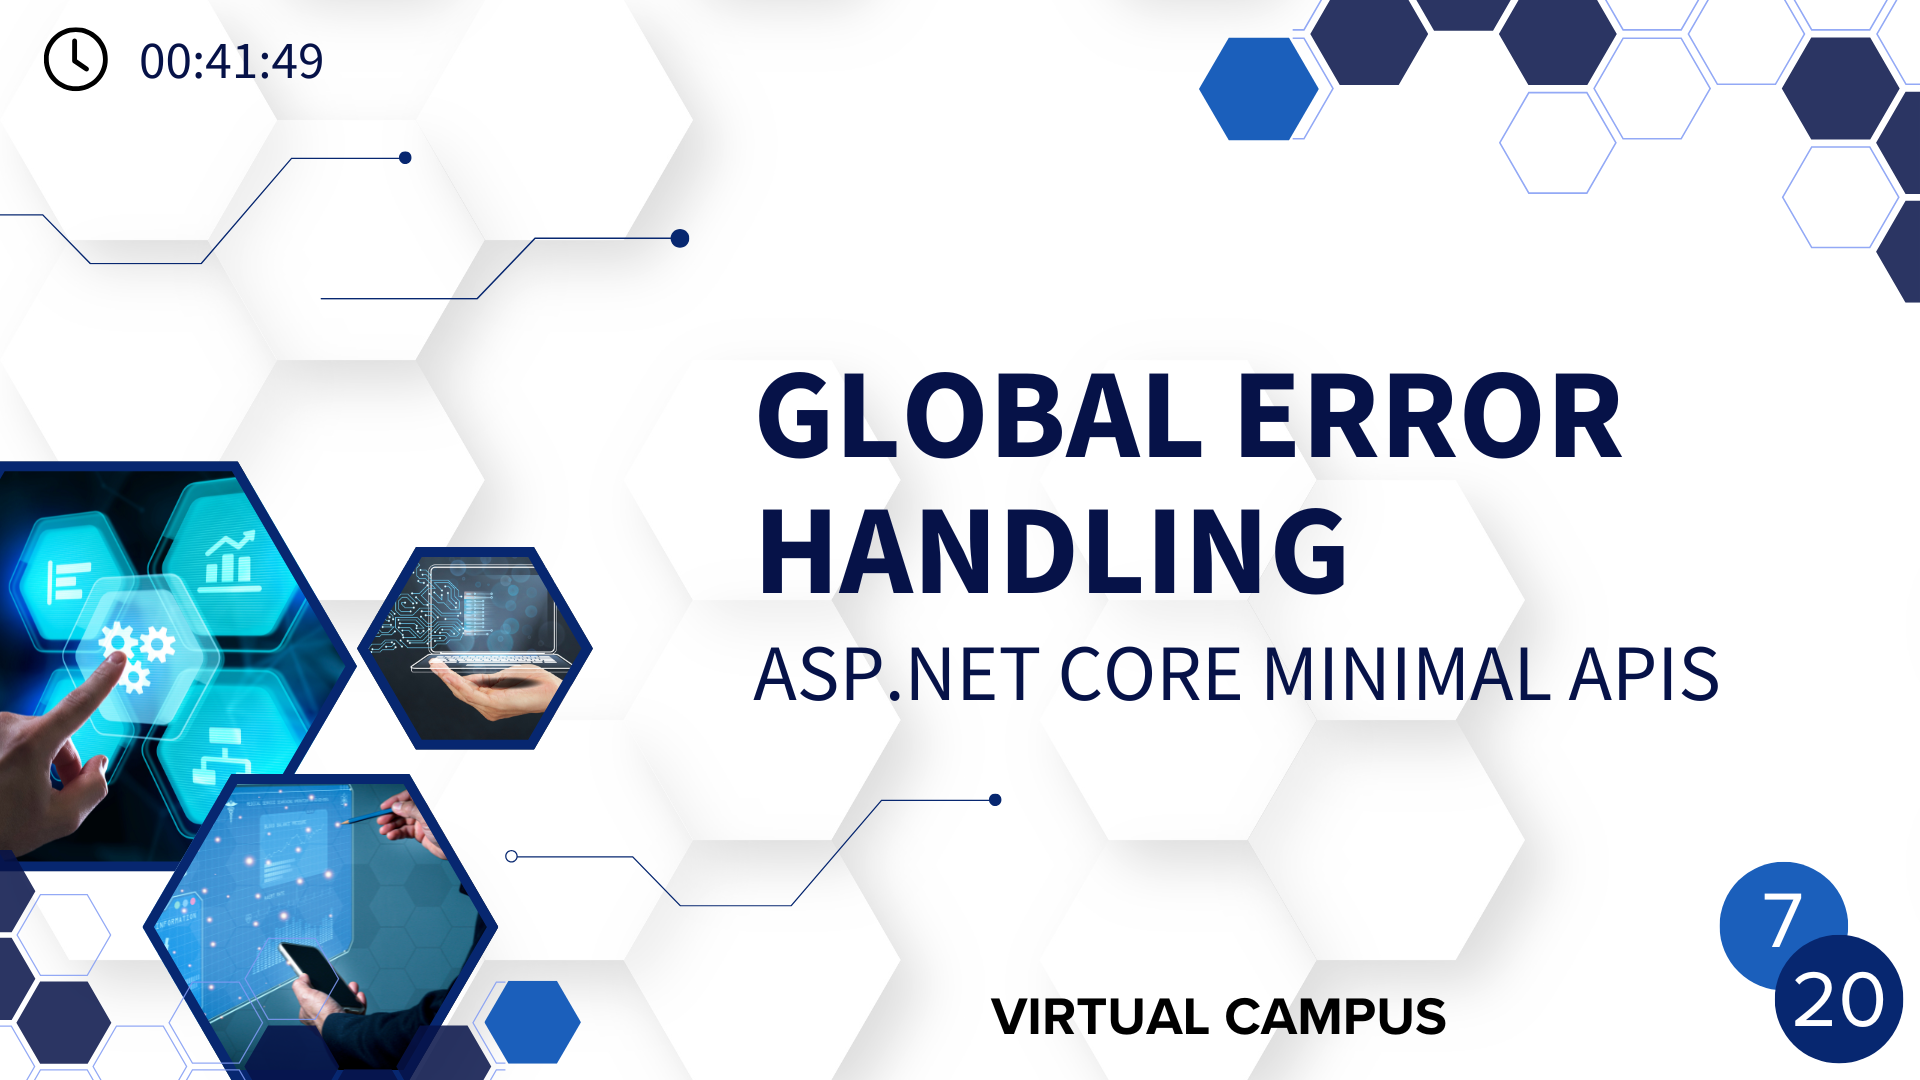 00:41:49
GLOBAL ERROR
HANDLING
ASP.NET CORE MINIMAL APIS
7
20
VIRTUAL CAMPUS